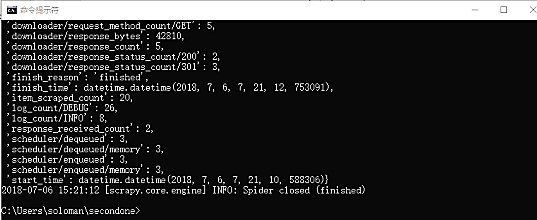 命令提示符
'downloader/request_method_count/GET': 5,
'downloader/response_bytes': 42810,
'downloader/response_count': 5,
'downloader/response_status_count/200': 2,
'downloader/response_status_count/301': 3,
'finish_reason': 'finished',
'finish_time': datetime.datetime(2018, 7, 6, 7, 21, 12, 753091),
'item_scraped_count': 20,
'log_count/DEBUG': 26,
'log_count/INFO': 8,
'response_received_count': 2,
'scheduler/dequeued': 3,
'scheduler/dequeued/memory': 3,
'scheduler/enqueued': 3,
'scheduler/enqueued/memory': 3,
'start_time': datetime.datetime(2018, 7, 6, 7, 21, 10, 588306)}
2018-07-06 15:21:12 [scrapy.core.engine] INFO: Spider closed (finished)
C:\Users\soloman\secondone>